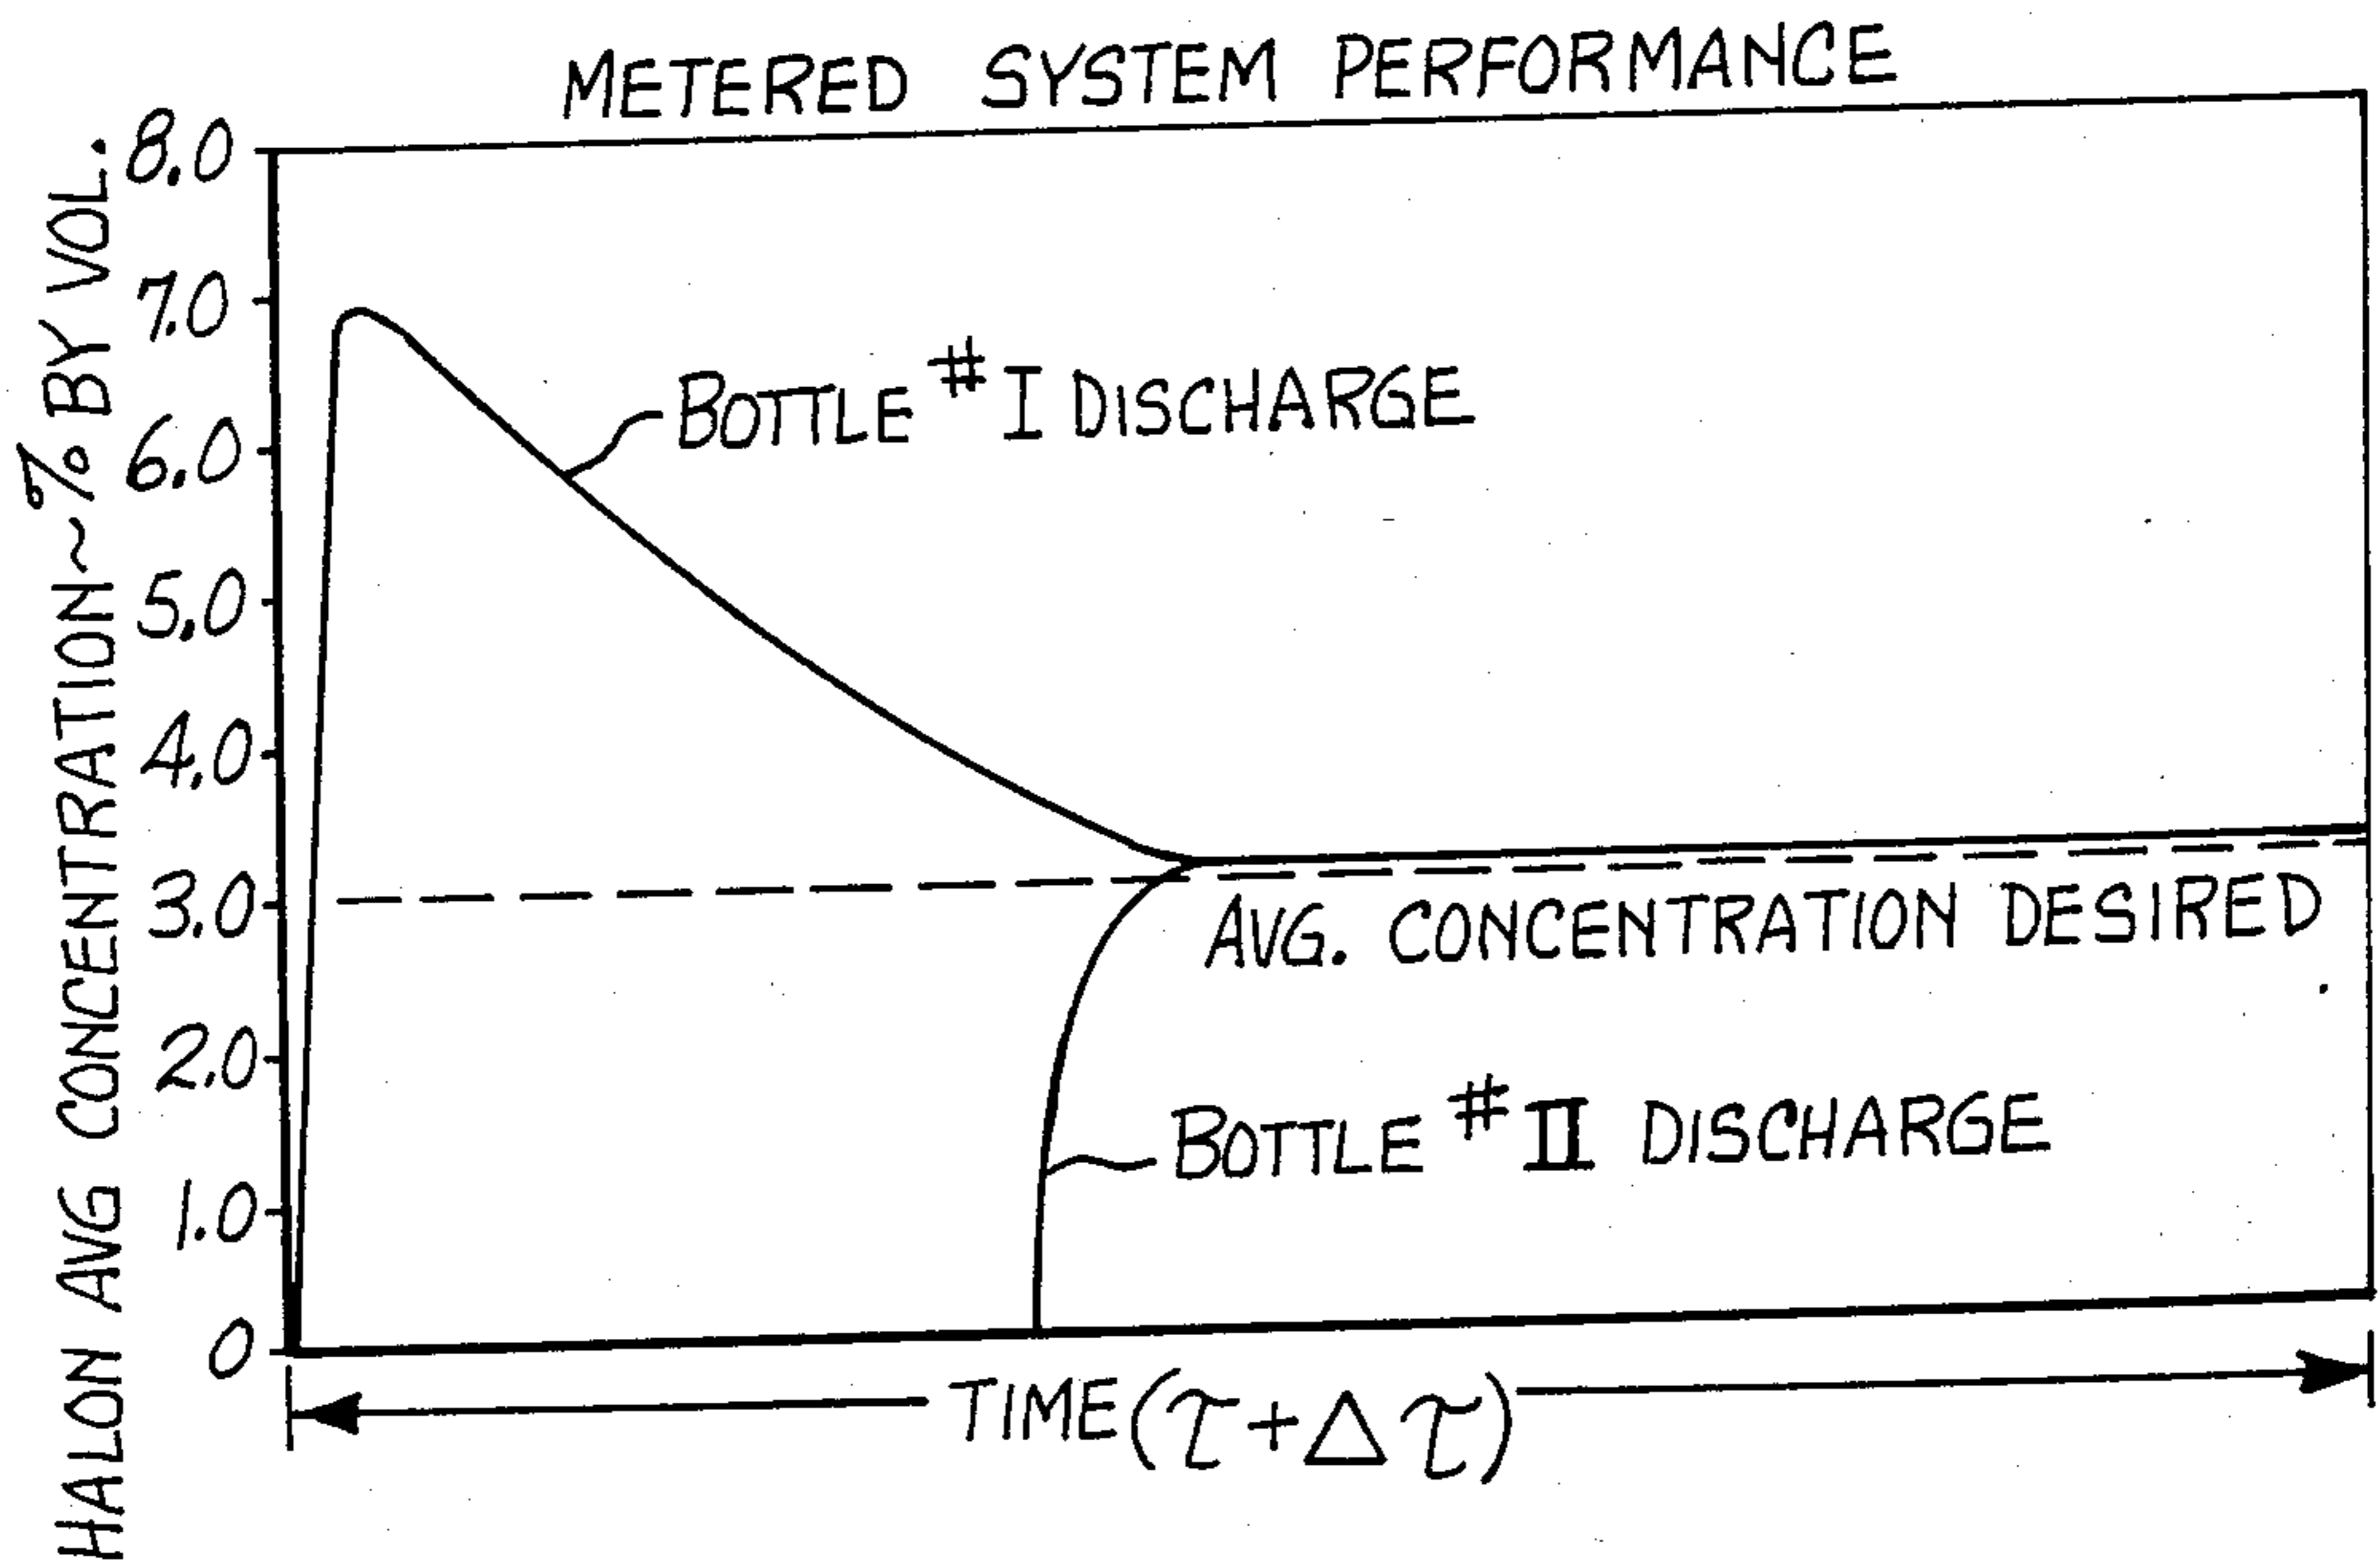 METERED SYSTEM PERFORMANCE
HALON AVG CONCENTRATION~% BY VOL.
8.0
7.0
6.0
5.0
4.0
3.0
2.0
1.0
0
BOTTLE #I DISCHARGE
AVG. CONCENTRATION DESIRED
BOTTLE #II DISCHARGE
TIME(τ+Δτ)